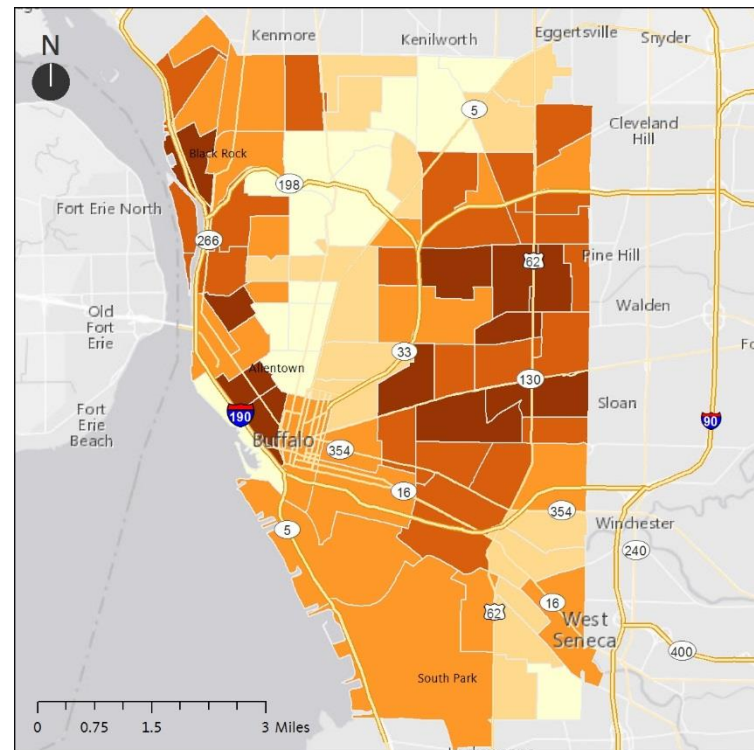 Kenmore
Kenilworth
Eggertsville
Snyder
N
5
Cleveland
Hill
Black Rock
198
Fort Erie North
266
62
Pine Hill
Old
Fort
Erie
Walden
33
Allentown
130
Fort
Erie
Beach
190
Sloan
90
Buffalo
354
16
354
5
Winchester
240
16
62
West
Seneca
400
South Park
0 0.75 1.5 3 Miles